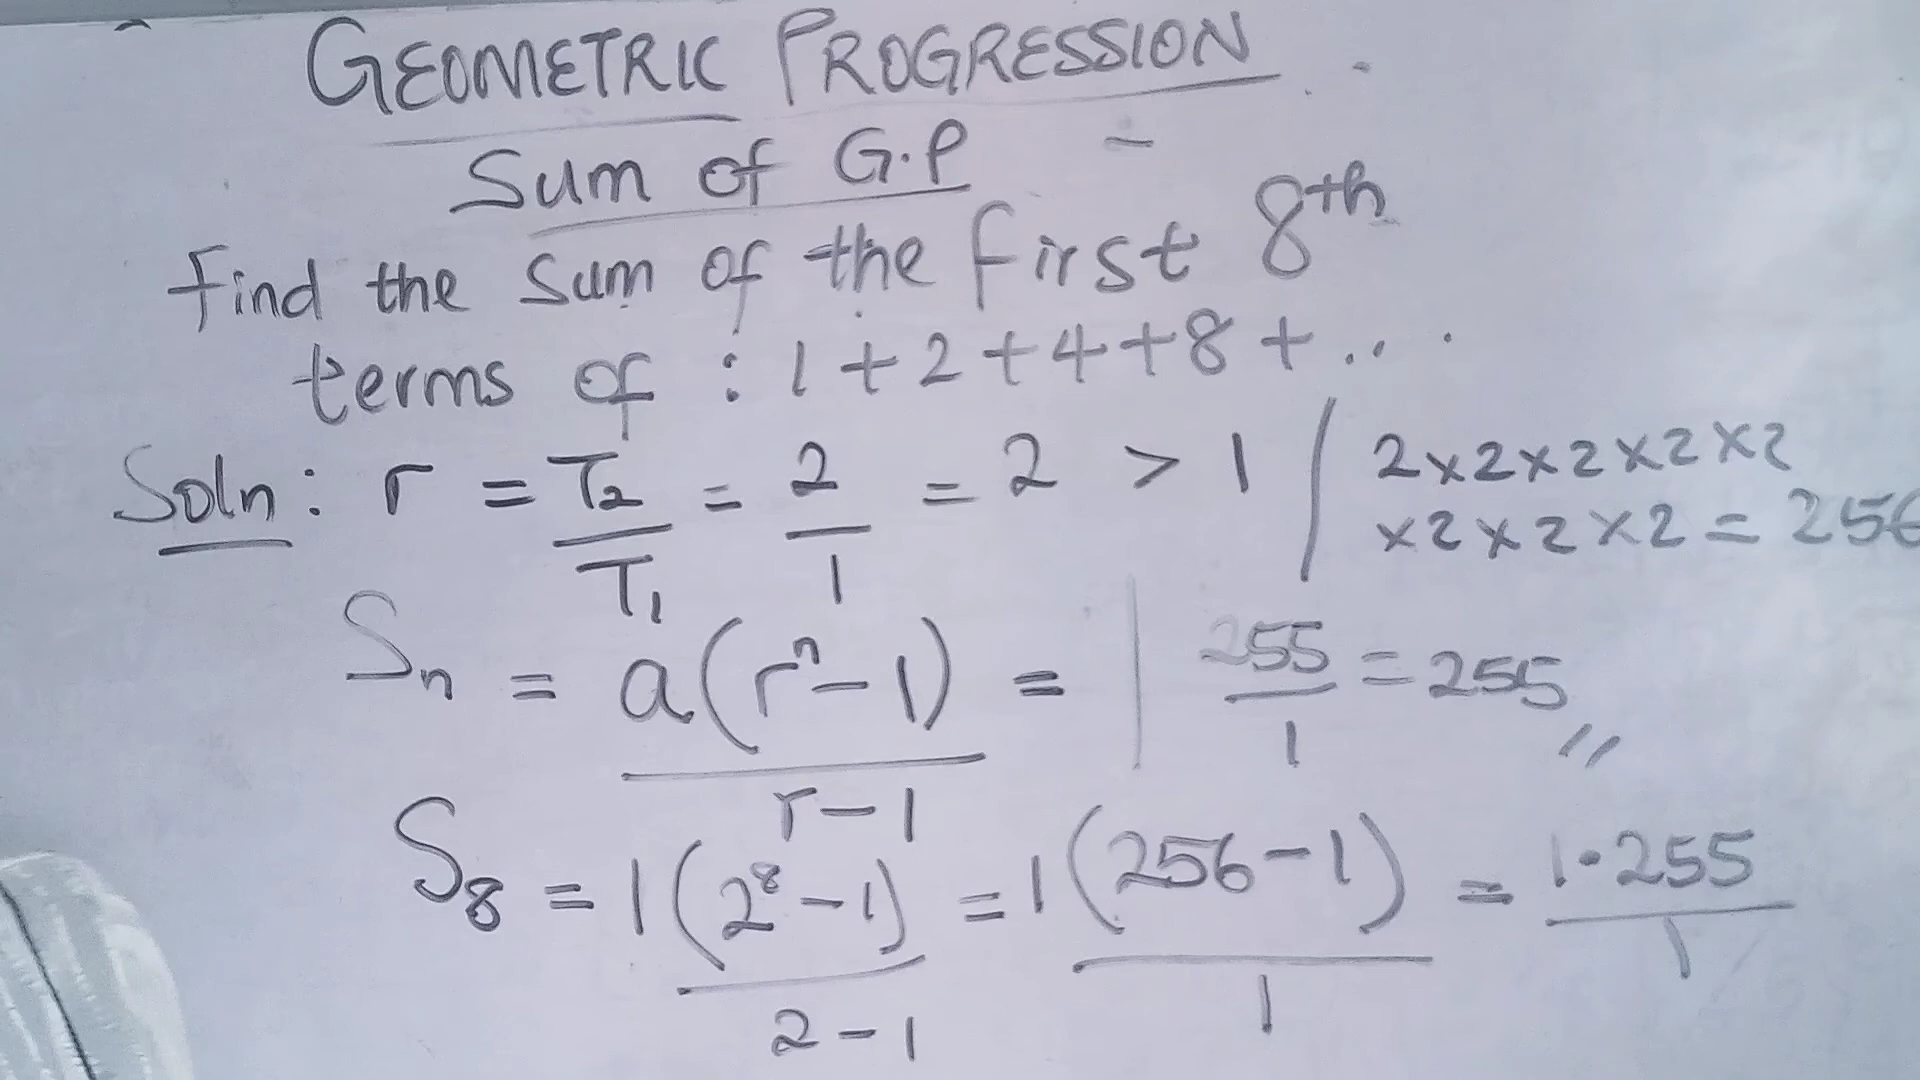 GEOMETRIC PROGRESSION
Sum of G.P
Find the sum of the first 8th
terms of : 1 + 2 + 4 + 8 + ...
Soln : r = T₂/T₁ = 2/1 = 2 > 1
2 x 2 x 2 x 2 x 2
x 2 x 2 x 2 = 256
Sn = a(rⁿ - 1)/r - 1 =
255/1 = 255 //
S₈ = 1(2⁸ - 1)/2 - 1 = 1(256 - 1)/1 = 1·255/1